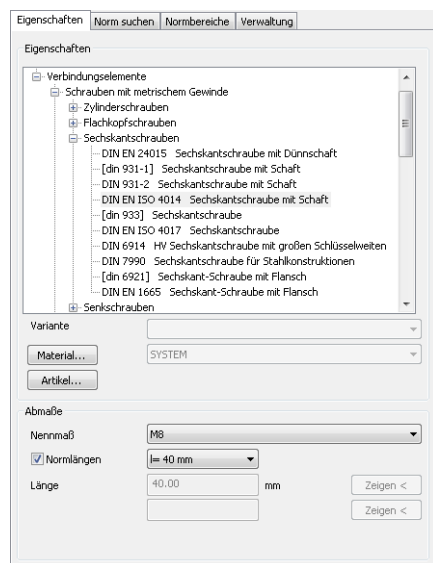 Eigenschaften Norm suchen Normbereiche Verwaltung
Eigenschaften
Verbindungselemente
Schrauben mit metrischem Gewinde
Zylinderschrauben
Flachkopfschrauben
Sechskantschrauben
DIN EN 24015 Sechskantschraube mit Dünnschaft
[din 931-1] Sechskantschraube mit Schaft
DIN 931-2 Sechskantschraube mit Schaft
DIN EN ISO 4014 Sechskantschraube mit Schaft
[din 933] Sechskantschraube
DIN EN ISO 4017 Sechskantschraube
DIN 6914 HV Sechskantschraube mit großen Schlüsselweiten
DIN 7990 Sechskantschraube für Stahlkonstruktionen
[din 6921] Sechskant-Schraube mit Flansch
DIN EN 1665 Sechskant-Schraube mit Flansch
Senkschrauben
Variante
Material... SYSTEM
Artikel...
Abmaße
Nennmaß M8
Normlängen l= 40 mm
Länge 40.00 mm Zeigen <
Zeigen <